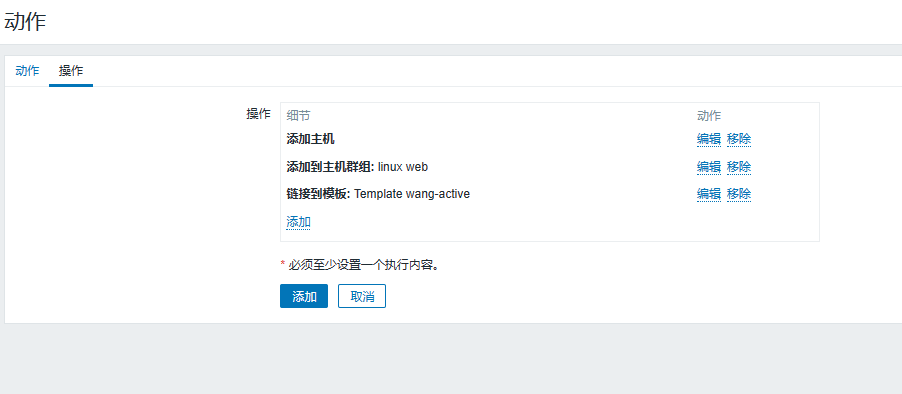 动作
动作 操作
操作 细节 动作
添加主机 编辑 移除
添加到主机群组: linux web 编辑 移除
链接到模板: Template wang-active 编辑 移除
添加
* 必须至少设置一个执行内容。
添加 取消